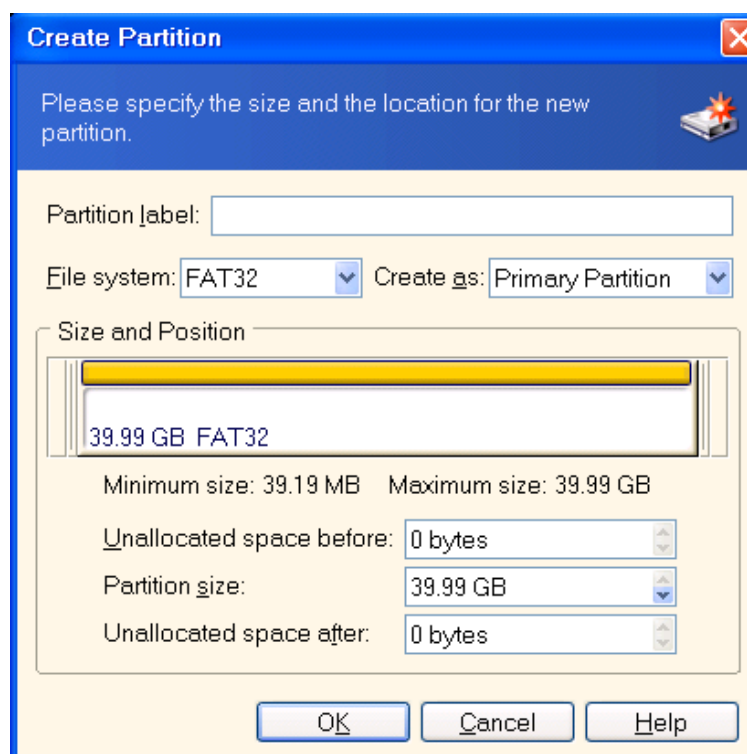 Create Partition
Please specify the size and the location for the new
partition.
Partition label:
File system: FAT32 Create as: Primary Partition
Size and Position
39.99 GB FAT32
Minimum size: 39.19 MB Maximum size: 39.99 GB
Unallocated space before: 0 bytes
Partition size: 39.99 GB
Unallocated space after: 0 bytes
OK Cancel Help